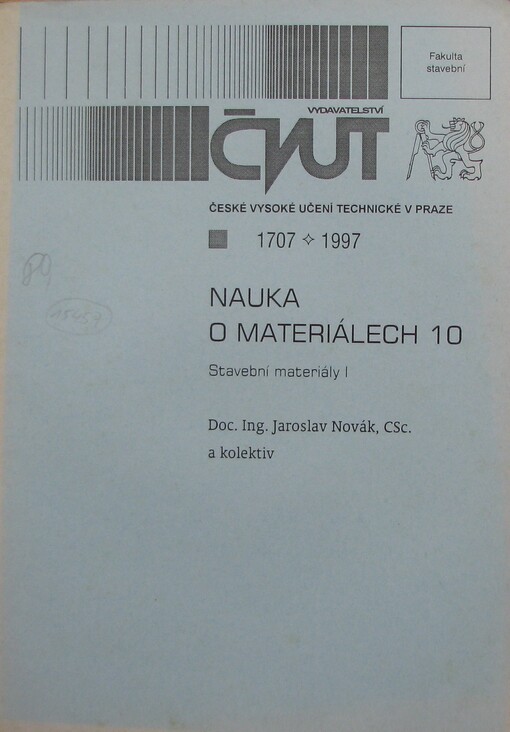 Fakulta
stavební
VYDAVATELSTVÍ
ČVUT
ČESKÉ VYSOKÉ UČENÍ TECHNICKÉ V PRAZE
1707 ✧ 1997
NAUKA
O MATERIÁLECH 10
Stavební materiály I
Doc. Ing. Jaroslav Novák, CSc.
a kolektiv